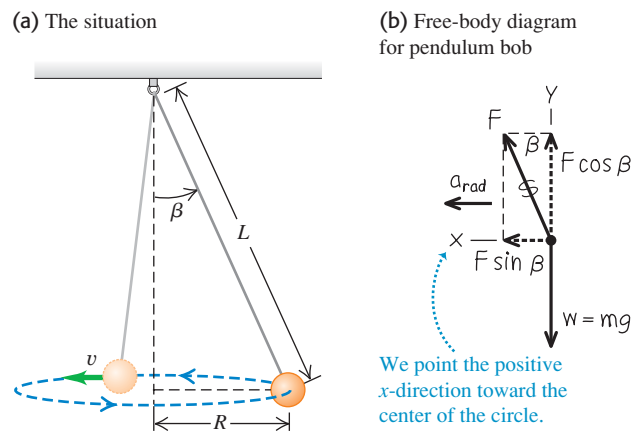 (a) The situation
β
L
v
R
(b) Free-body diagram
for pendulum bob
Y
F
β
F cos β
a rad
X
F sin β
w = mg
We point the positive
x-direction toward the
center of the circle.